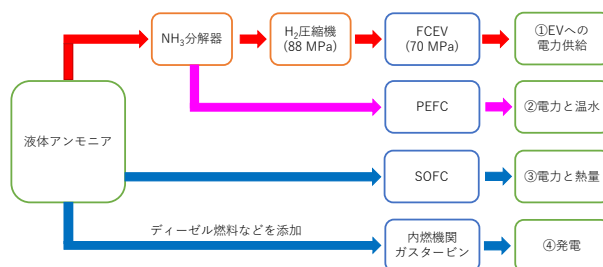 NH₃分解器
H₂圧縮機
(88 MPa)
FCEV
(70 MPa)
①EVへの
電力供給
液体アンモニア
PEFC
②電力と温水
SOFC
③電力と熱量
ディーゼル燃料などを添加
内燃機関
ガスタービン
④発電